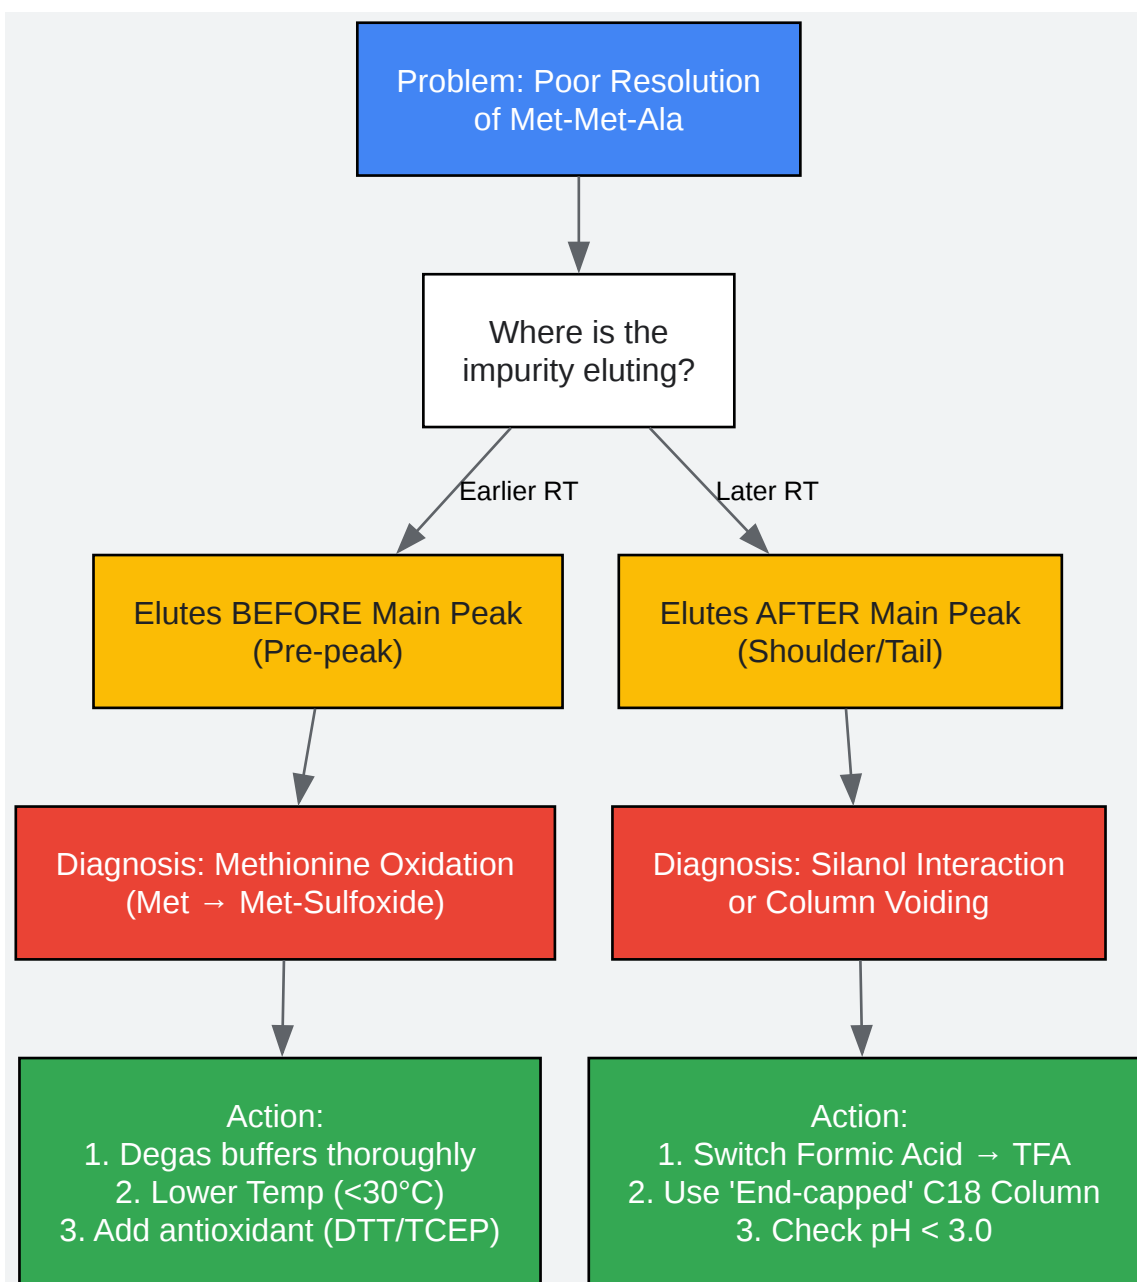 Problem: Poor Resolution
of Met-Met-Ala
Where is the
impurity eluting?
Earlier RT
Later RT
Elutes BEFORE Main Peak
(Pre-peak)
Elutes AFTER Main Peak
(Shoulder/Tail)
Diagnosis: Methionine Oxidation
(Met → Met-Sulfoxide)
Diagnosis: Silanol Interaction
or Column Voiding
Action:
1. Degas buffers thoroughly
2. Lower Temp (<30°C)
3. Add antioxidant (DTT/TCEP)
Action:
1. Switch Formic Acid → TFA
2. Use 'End-capped' C18 Column
3. Check pH < 3.0